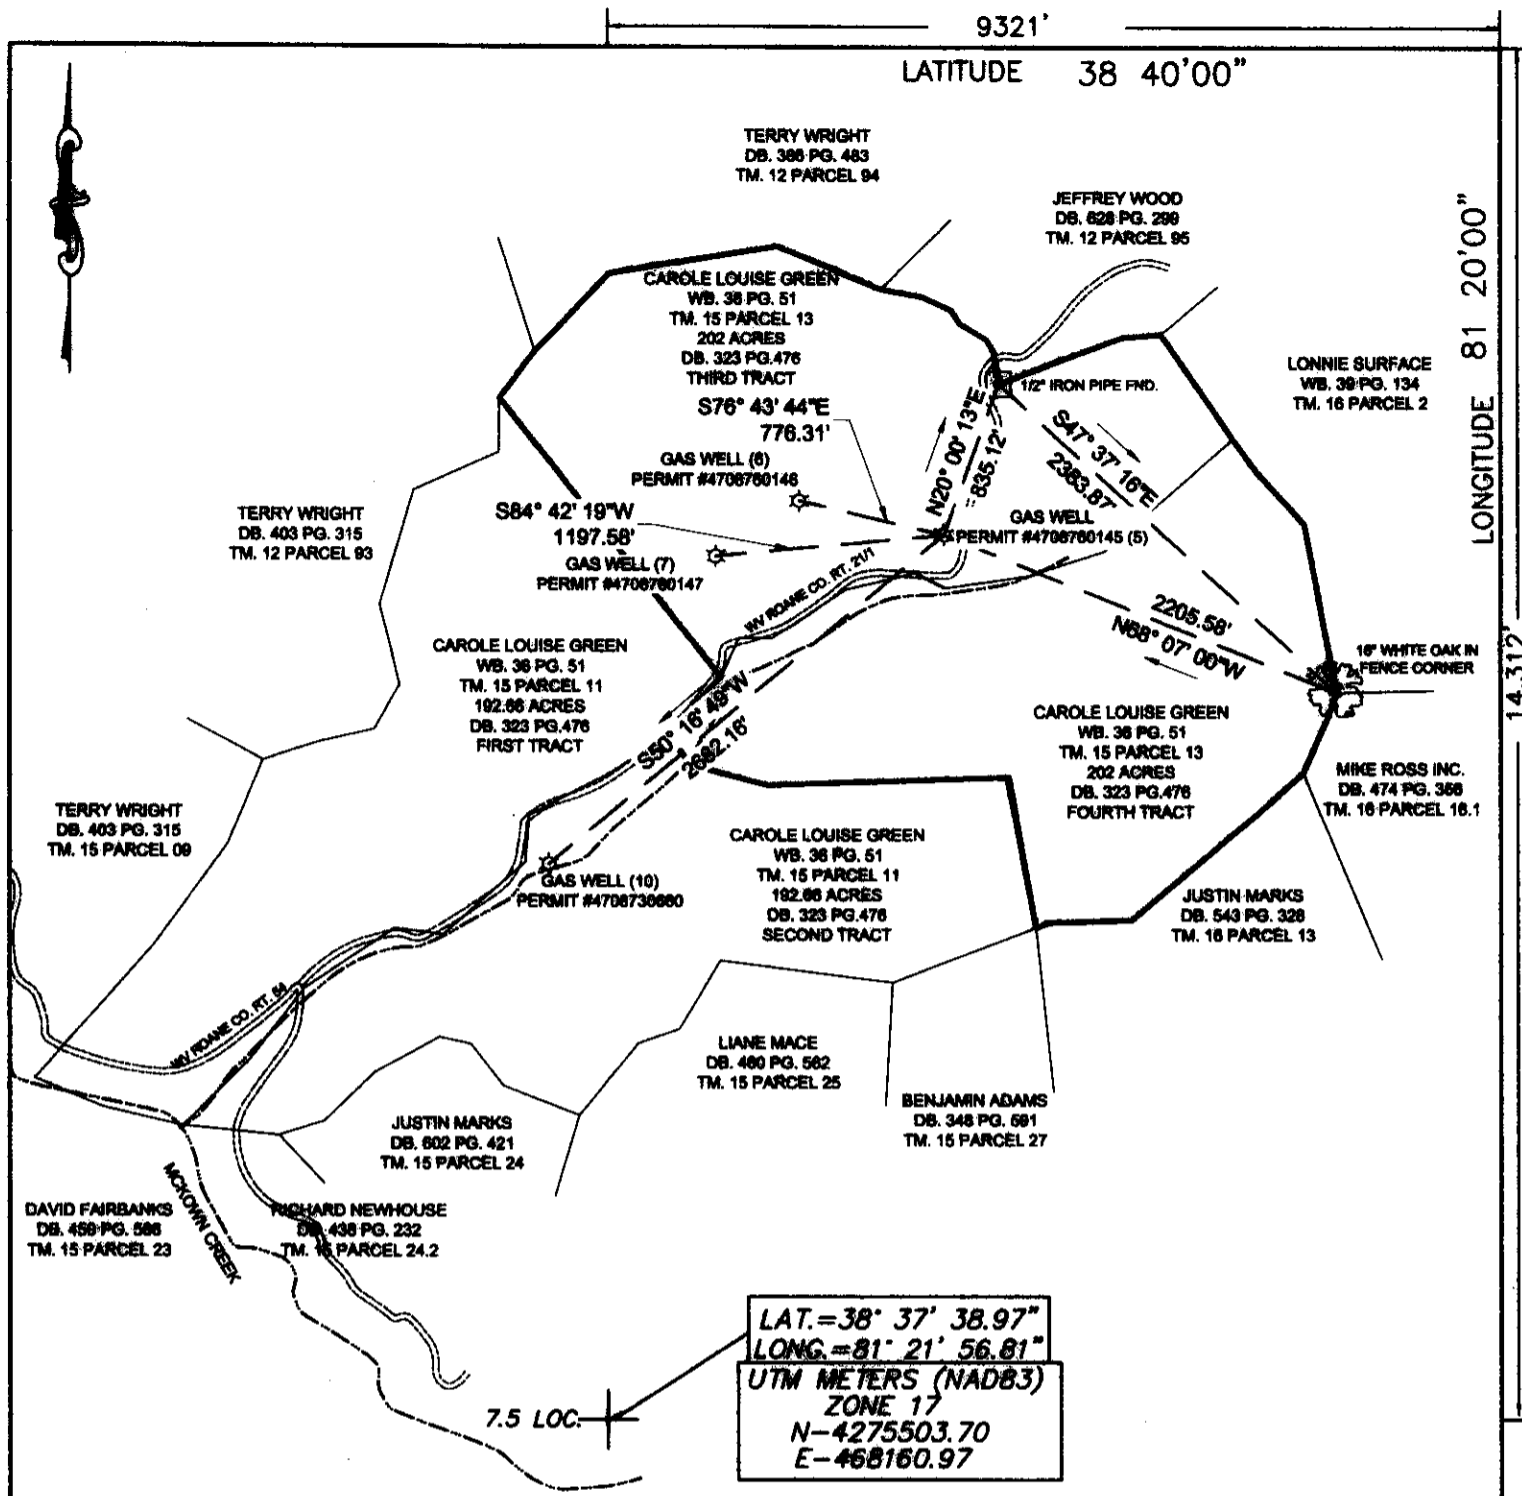 9321'
LATITUDE 38 40'00"
LONGITUDE 81 20'00"
14,312'
TERRY WRIGHT
DB. 386 PG. 483
TM. 12 PARCEL 94
JEFFREY WOOD
DB. 628 PG. 299
TM. 12 PARCEL 95
CAROLE LOUISE GREEN
WB. 36 PG. 51
TM. 15 PARCEL 13
202 ACRES
DB. 323 PG.476
THIRD TRACT
LONNIE SURFACE
WB. 39 PG. 134
TM. 16 PARCEL 2
1/2" IRON PIPE FND.
S76° 43' 44"E
776.31'
N20° 00' 13"E
835.12'
S47° 37' 16"E
2383.87'
GAS WELL (6)
PERMIT #4708760146
S84° 42' 19"W
1197.58'
GAS WELL
PERMIT #4708760145 (5)
TERRY WRIGHT
DB. 403 PG. 315
TM. 12 PARCEL 93
GAS WELL (7)
PERMIT #4708760147
WV ROANE CO. RT. 21/1
2205.58'
N68° 07' 00"W
16" WHITE OAK IN
FENCE CORNER
CAROLE LOUISE GREEN
WB. 36 PG. 51
TM. 15 PARCEL 11
192.66 ACRES
DB. 323 PG.476
FIRST TRACT
S50° 16' 49"W
2682.16'
CAROLE LOUISE GREEN
WB. 36 PG. 51
TM. 15 PARCEL 13
202 ACRES
DB. 323 PG.476
FOURTH TRACT
MIKE ROSS INC.
DB. 474 PG. 356
TM. 16 PARCEL 16.1
TERRY WRIGHT
DB. 403 PG. 315
TM. 15 PARCEL 09
CAROLE LOUISE GREEN
WB. 36 PG. 51
TM. 15 PARCEL 11
192.66 ACRES
DB. 323 PG.476
SECOND TRACT
GAS WELL (10)
PERMIT #4708730660
JUSTIN MARKS
DB. 543 PG. 328
TM. 16 PARCEL 13
WV ROANE CO. RT. 54
LIANE MACE
DB. 460 PG. 562
TM. 15 PARCEL 25
BENJAMIN ADAMS
DB. 348 PG. 591
TM. 15 PARCEL 27
JUSTIN MARKS
DB. 602 PG. 421
TM. 15 PARCEL 24
MCKOWN CREEK
DAVID FAIRBANKS
DB. 459 PG. 586
TM. 15 PARCEL 23
RICHARD NEWHOUSE
DB. 438 PG. 232
TM. 15 PARCEL 24.2
LAT.=38° 37' 38.97"
LONG.=81° 21' 56.81"
UTM METERS (NAD83)
ZONE 17
N-4275503.70
E-468160.97
7.5 LOC.